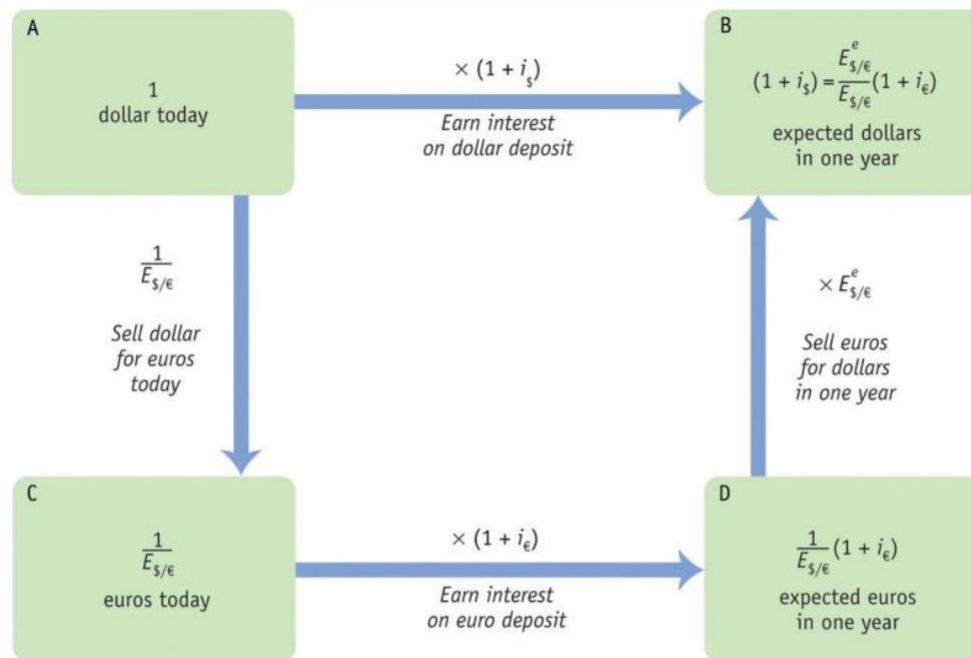 A
1
dollar today
× (1 + i$)
Earn interest
on dollar deposit
B
(1 + i$) = E^e$/€ / E$/€ (1 + i€)
expected dollars
in one year
1/E$/€
Sell dollar
for euros
today
× E^e$/€
Sell euros
for dollars
in one year
C
1/E$/€
euros today
× (1 + i€)
Earn interest
on euro deposit
D
1/E$/€ (1 + i€)
expected euros
in one year